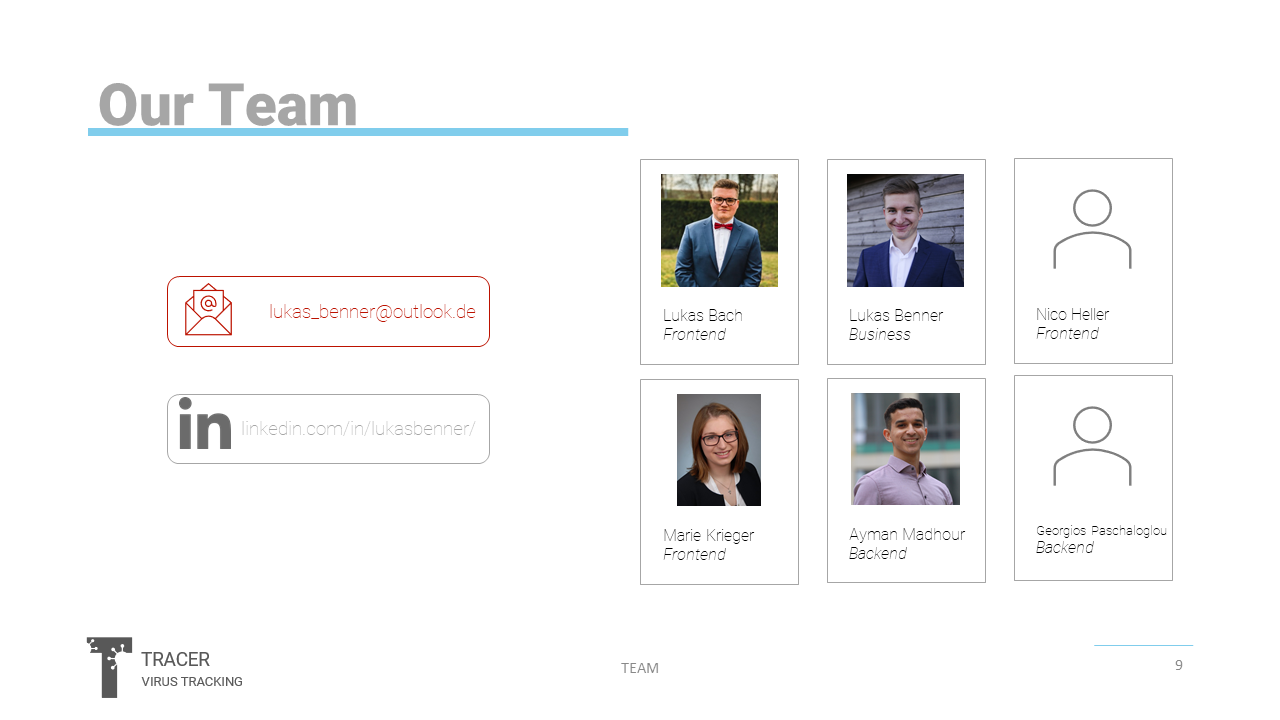 Our Team
lukas_benner@outlook.de
in linkedin.com/in/lukasbenner/
Lukas Bach
Frontend
Lukas Benner
Business
Nico Heller
Frontend
Marie Krieger
Frontend
Ayman Madhour
Backend
Georgios Paschaloglou
Backend
TRACER
VIRUS TRACKING
TEAM
9